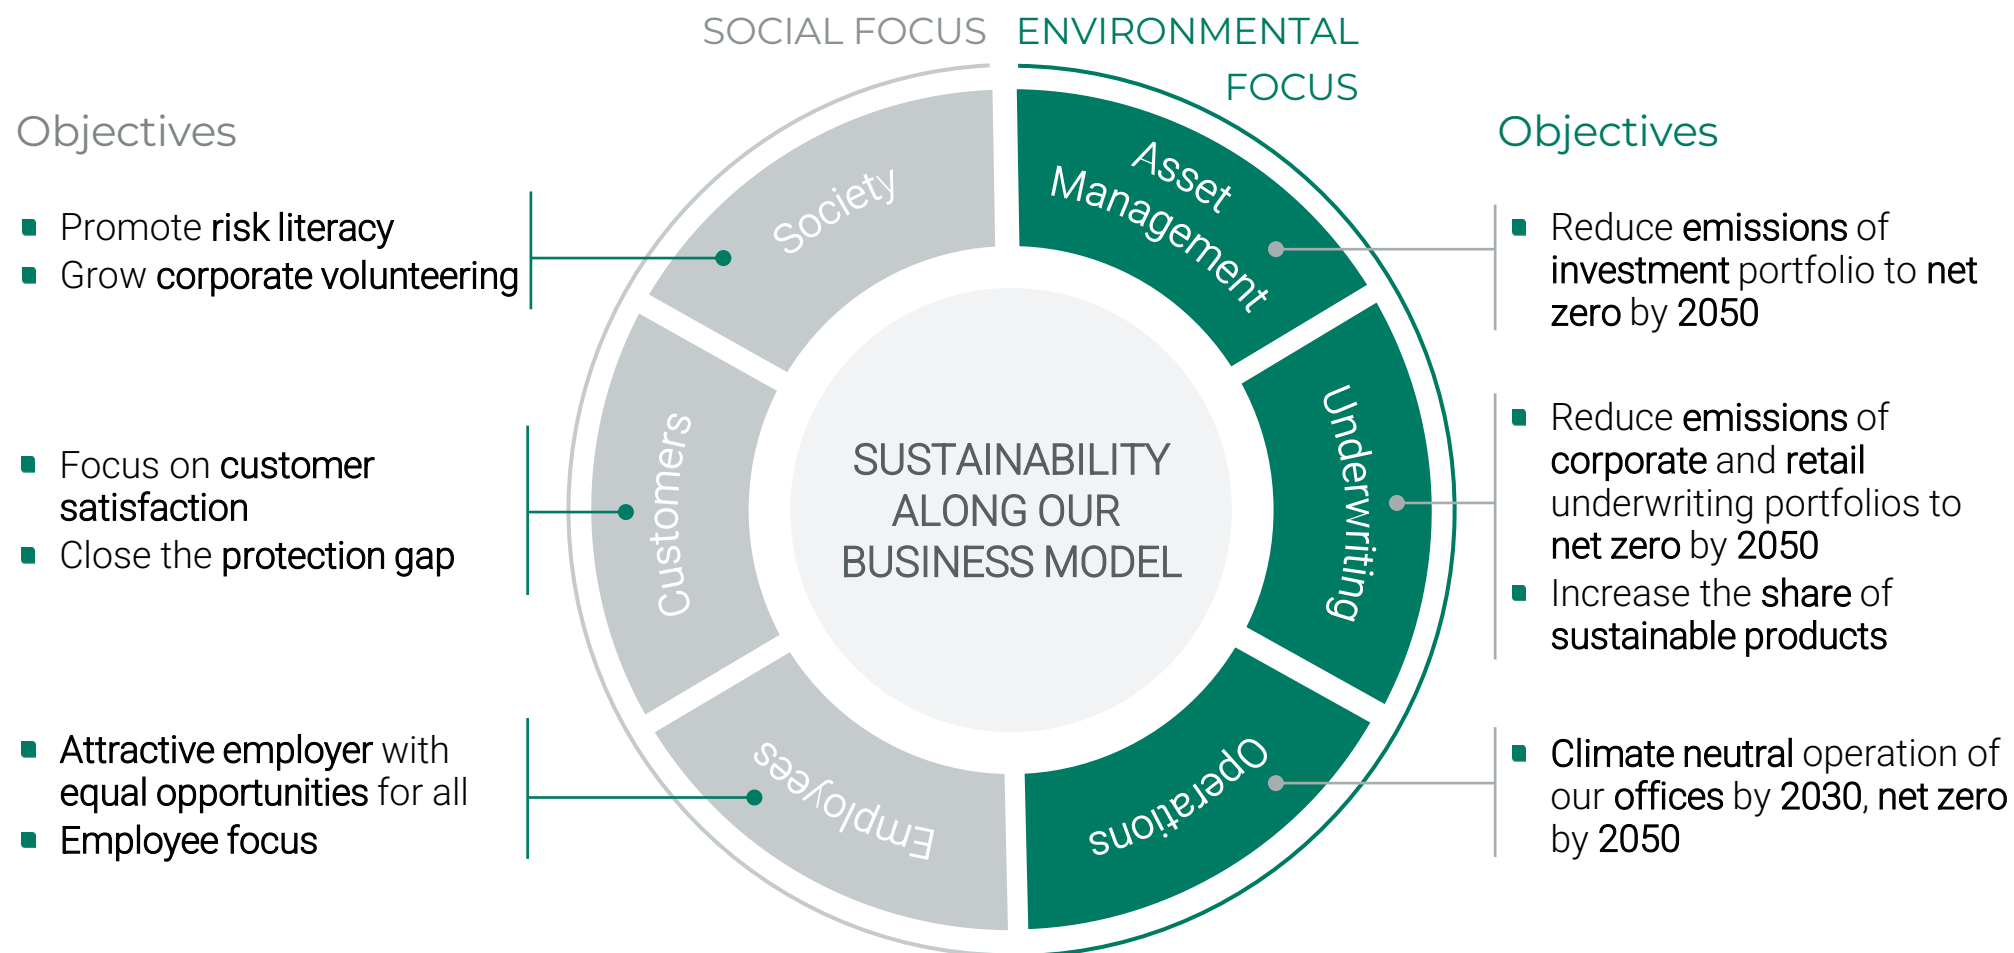 SOCIAL FOCUS
ENVIRONMENTAL
FOCUS
Objectives
Promote risk literacy
Grow corporate volunteering
Focus on customer
satisfaction
Close the protection gap
Attractive employer with
equal opportunities for all
Employee focus
Society
Customers
Employees
SUSTAINABILITY
ALONG OUR
BUSINESS MODEL
Asset
Management
Underwriting
Operations
Objectives
Reduce emissions of
investment portfolio to net
zero by 2050
Reduce emissions of
corporate and retail
underwriting portfolios to
net zero by 2050
Increase the share of
sustainable products
Climate neutral operation of
our offices by 2030, net zero
by 2050